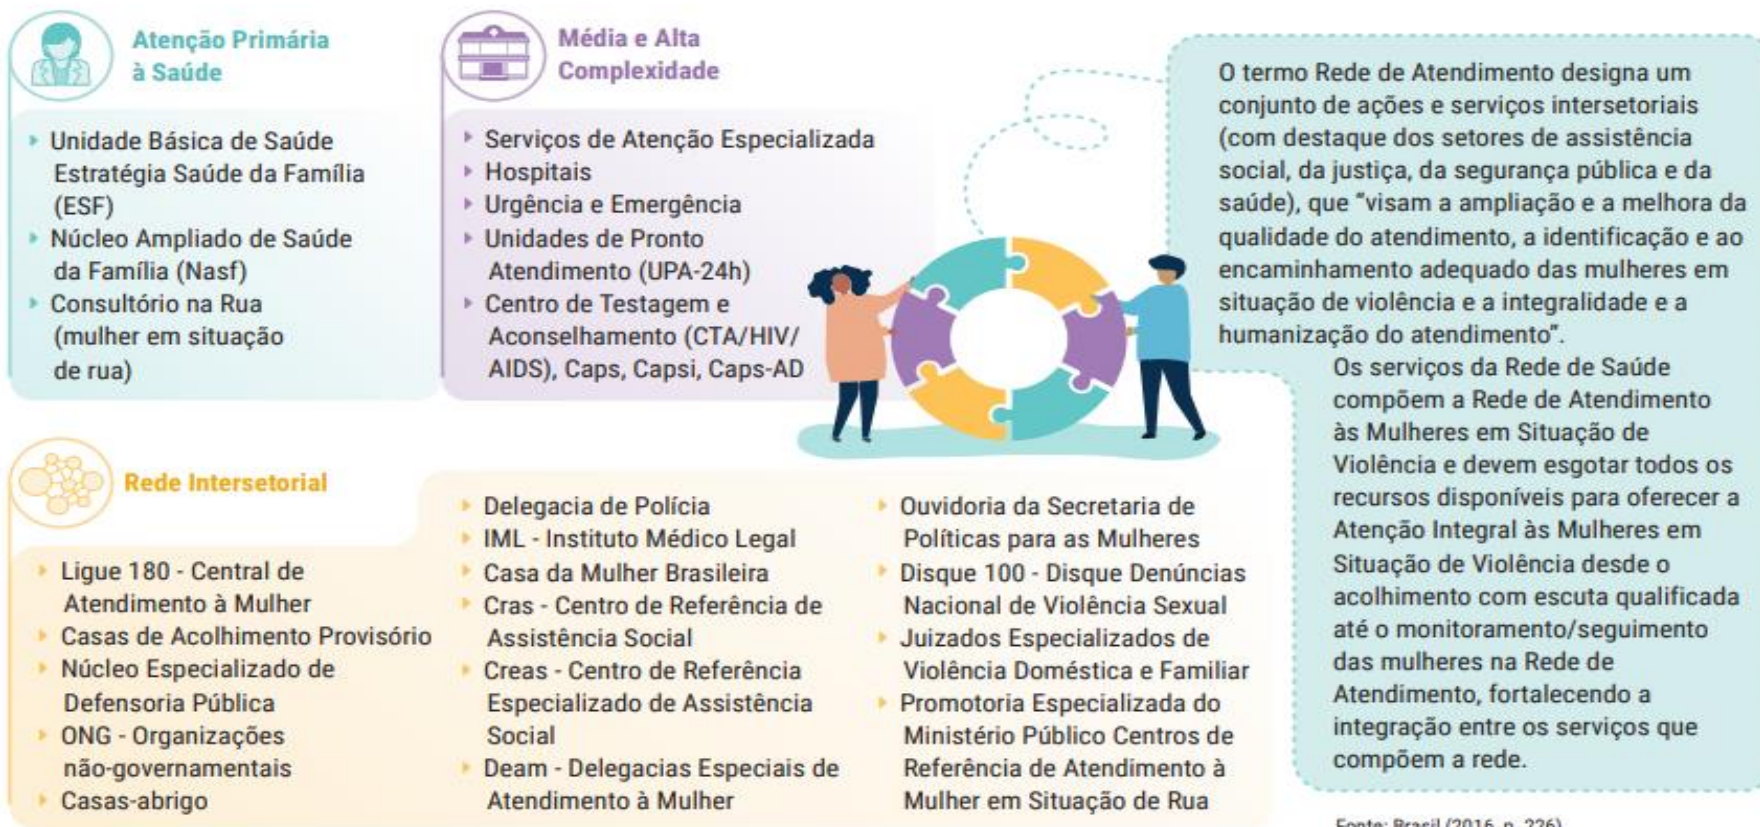 Atenção Primária
à Saúde
Unidade Básica de Saúde
Estratégia Saúde da Família
(ESF)
Núcleo Ampliado de Saúde
da Família (Nasf)
Consultório na Rua
(mulher em situação
de rua)
Média e Alta
Complexidade
Serviços de Atenção Especializada
Hospitais
Urgência e Emergência
Unidades de Pronto
Atendimento (UPA-24h)
Centro de Testagem e
Aconselhamento (CTA/HIV/
AIDS), Caps, Capsi, Caps-AD
O termo Rede de Atendimento designa um
conjunto de ações e serviços intersetoriais
(com destaque dos setores de assistência
social, da justiça, da segurança pública e da
saúde), que “visam a ampliação e a melhora da
qualidade do atendimento, a identificação e ao
encaminhamento adequado das mulheres em
situação de violência e a integralidade e a
humanização do atendimento”.
Os serviços da Rede de Saúde
compõem a Rede de Atendimento
às Mulheres em Situação de
Violência e devem esgotar todos os
recursos disponíveis para oferecer a
Atenção Integral às Mulheres em
Situação de Violência desde o
acolhimento com escuta qualificada
até o monitoramento/seguimento
das mulheres na Rede de
Atendimento, fortalecendo a
integração entre os serviços que
compõem a rede.
Rede Intersetorial
Ligue 180 - Central de
Atendimento à Mulher
Casas de Acolhimento Provisório
Núcleo Especializado de
Defensoria Pública
ONG - Organizações
não-governamentais
Casas-abrigo
Delegacia de Polícia
IML - Instituto Médico Legal
Casa da Mulher Brasileira
Cras - Centro de Referência de
Assistência Social
Creas - Centro de Referência
Especializado de Assistência
Social
Deam - Delegacias Especiais de
Atendimento à Mulher
Ouvidoria da Secretaria de
Políticas para as Mulheres
Disque 100 - Disque Denúncias
Nacional de Violência Sexual
Juizados Especializados de
Violência Doméstica e Familiar
Promotoria Especializada do
Ministério Público Centros de
Referência de Atendimento à
Mulher em Situação de Rua
Fonte: Brasil (2016, p. 226)